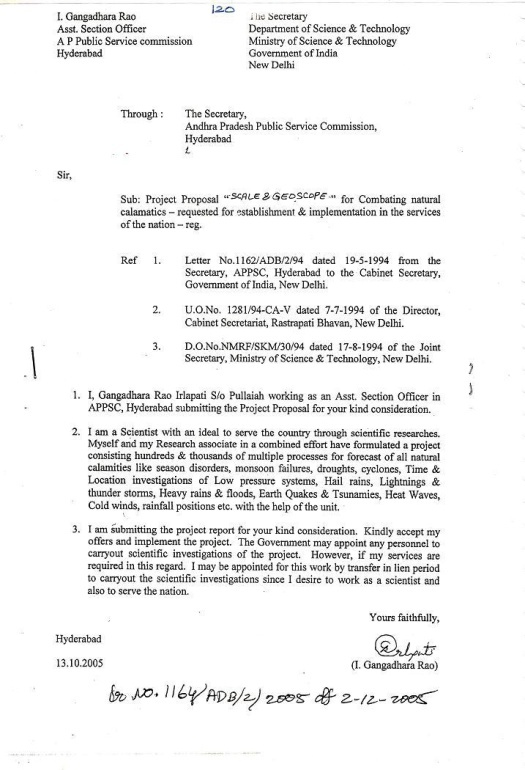 120
I. Gangadhara Rao
Asst. Section Officer
A P Public Service commission
Hyderabad
The Secretary
Department of Science & Technology
Ministry of Science & Technology
Government of India
New Delhi
Through : The Secretary,
Andhra Pradesh Public Service Commission,
Hyderabad
Sir,
Sub: Project Proposal "SCALE & GEOSCOPE" for Combating natural
calamatics – requested for establishment & implementation in the services
of the nation – reg.
Ref 1. Letter No.1162/ADB/2/94 dated 19-5-1994 from the
Secretary, APPSC, Hyderabad to the Cabinet Secretary,
Government of India, New Delhi.
2. U.O.No. 1281/94-CA-V dated 7-7-1994 of the Director,
Cabinet Secretariat, Rastrapati Bhavan, New Delhi.
3. D.O.No.NMRF/SKM/30/94 dated 17-8-1994 of the Joint
Secretary, Ministry of Science & Technology, New Delhi.
1. I, Gangadhara Rao Irlapati S/o Pullaiah working as an Asst. Section Officer in
APPSC, Hyderabad submitting the Project Proposal for your kind consideration.
2. I am a Scientist with an ideal to serve the country through scientific researches.
Myself and my Research associate in a combined effort have formulated a project
consisting hundreds & thousands of multiple processes for forecast of all natural
calamities like season disorders, monsoon failures, droughts, cyclones, Time &
Location investigations of Low pressure systems, Hail rains, Lightnings &
thunder storms, Heavy rains & floods, Earth Quakes & Tsunamies, Heat Waves,
Cold winds, rainfall positions etc. with the help of the unit.
3. I am submitting the project report for your kind consideration. Kindly accept my
offers and implement the project. The Government may appoint any personnel to
carryout scientific investigations of the project. However, if my services are
required in this regard. I may be appointed for this work by transfer in lien period
to carryout the scientific investigations since I desire to work as a scientist and
also to serve the nation.
Yours faithfully,
Hyderabad
13.10.2005
(I. Gangadhara Rao)
NO. 1164/ADB/2/2005 2-12-2005